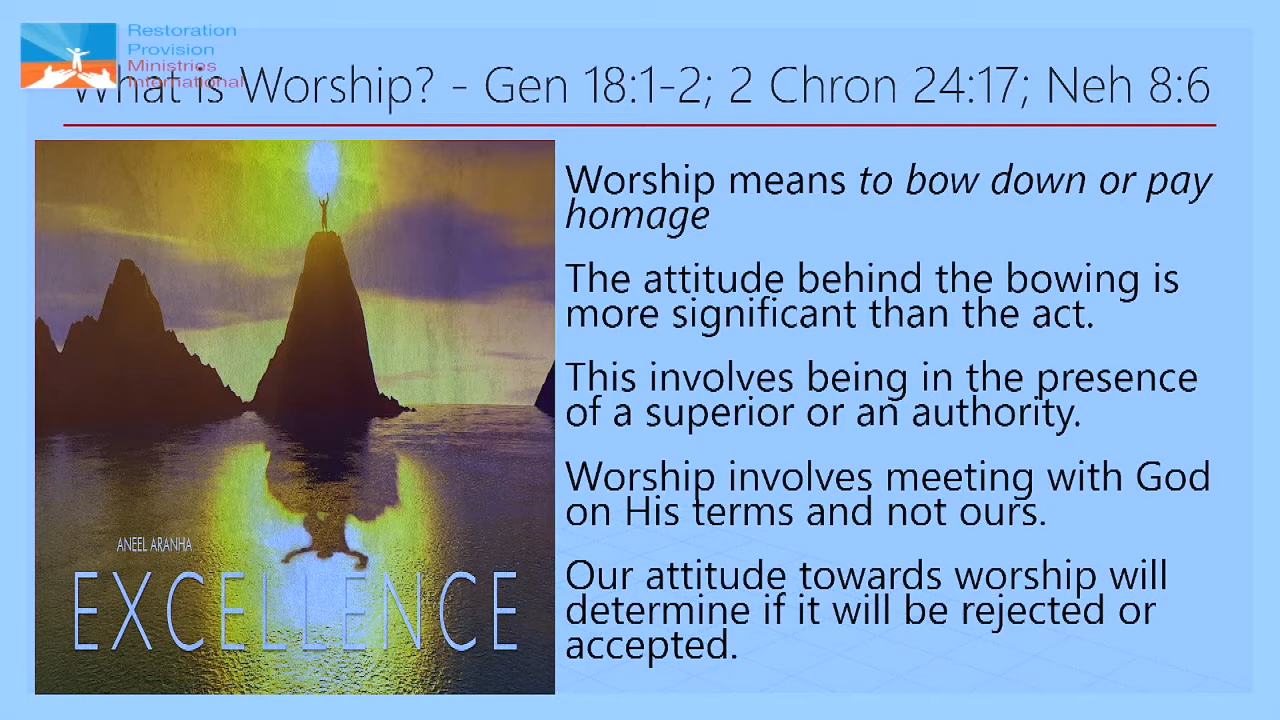 Restoration
Provision
Ministries
International
What is Worship? - Gen 18:1-2; 2 Chron 24:17; Neh 8:6
Worship means to bow down or pay
homage
The attitude behind the bowing is
more significant than the act.
This involves being in the presence
of a superior or an authority.
Worship involves meeting with God
on His terms and not ours.
Our attitude towards worship will
determine if it will be rejected or
accepted.
ANEEL ARANHA
EXCELLENCE